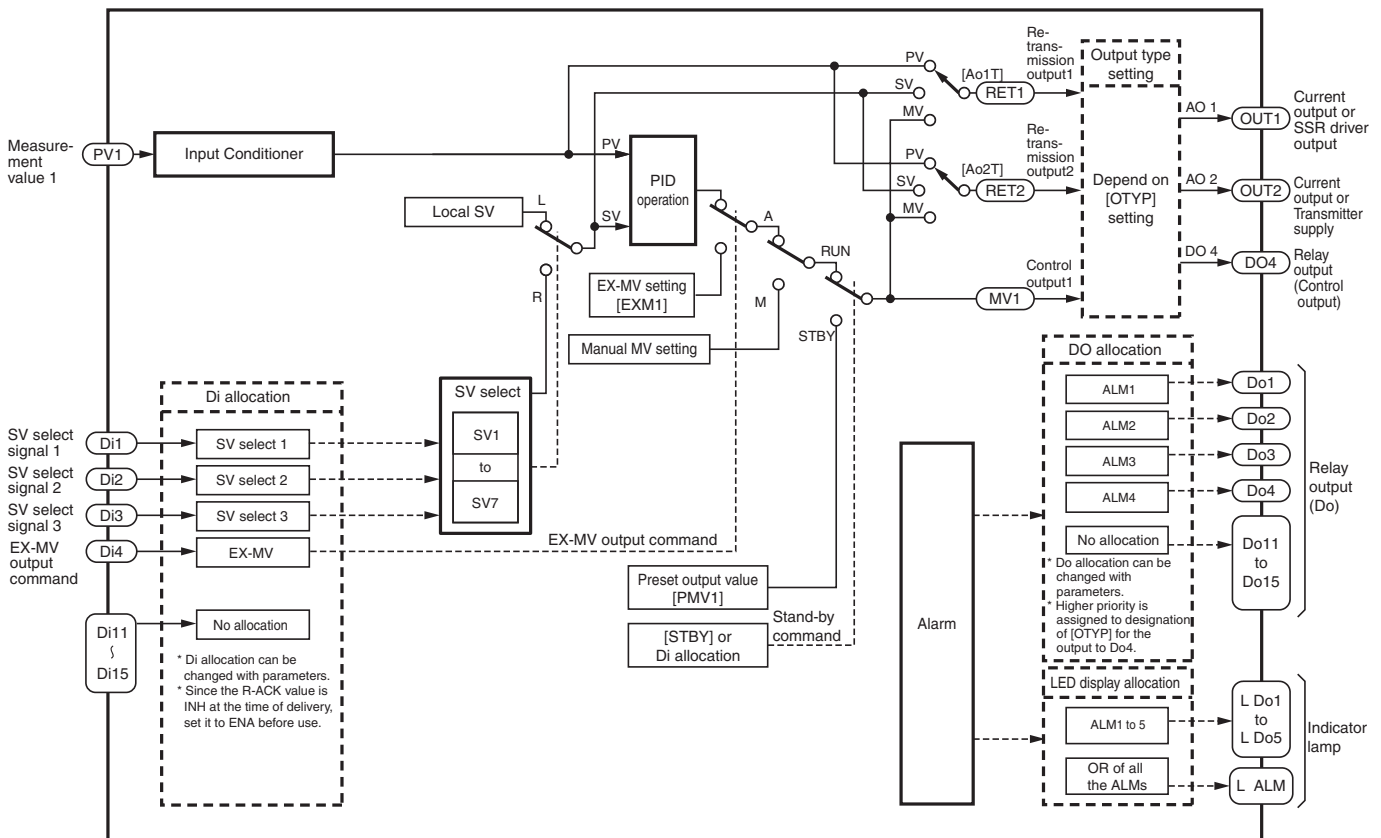 Measure-
ment
value 1
PV1
Input Conditioner
Local SV
L
R
PV
SV
PID
operation
EX-MV setting
[EXM1]
Manual MV setting
A
M
RUN
STBY
PV
SV
MV
[Ao1T]
RET1
Re-
trans-
mission
output1
PV
SV
MV
[Ao2T]
RET2
Re-
trans-
mission
output2
Control
output1
MV1
Output type
setting
Depend on
[OTYP]
setting
AO 1
OUT1
Current
output or
SSR driver
output
AO 2
OUT2
Current
output or
Transmitter
supply
DO 4
DO4
Relay
output
(Control
output)
Di allocation
SV select
signal 1
Di1
SV select 1
SV select
signal 2
Di2
SV select 2
SV select
signal 3
Di3
SV select 3
EX-MV
output
command
Di4
EX-MV
Di11
~
Di15
No allocation
* Di allocation can be
changed with parameters.
* Since the R-ACK value is
INH at the time of delivery,
set it to ENA before use.
SV select
SV1
to
SV7
EX-MV output command
Preset output value
[PMV1]
[STBY] or
Di allocation
Stand-by
command
Alarm
DO allocation
ALM1
Do1
ALM2
Do2
ALM3
Do3
ALM4
Do4
No allocation
Do11
to
Do15
* Do allocation can be
changed with
parameters.
* Higher priority is
assigned to designation
of [OTYP] for the
output to Do4.
Relay
output
(Do)
LED display allocation
ALM1 to 5
L Do1
to
L Do5
OR of all
the ALMs
L ALM
Indicator
lamp